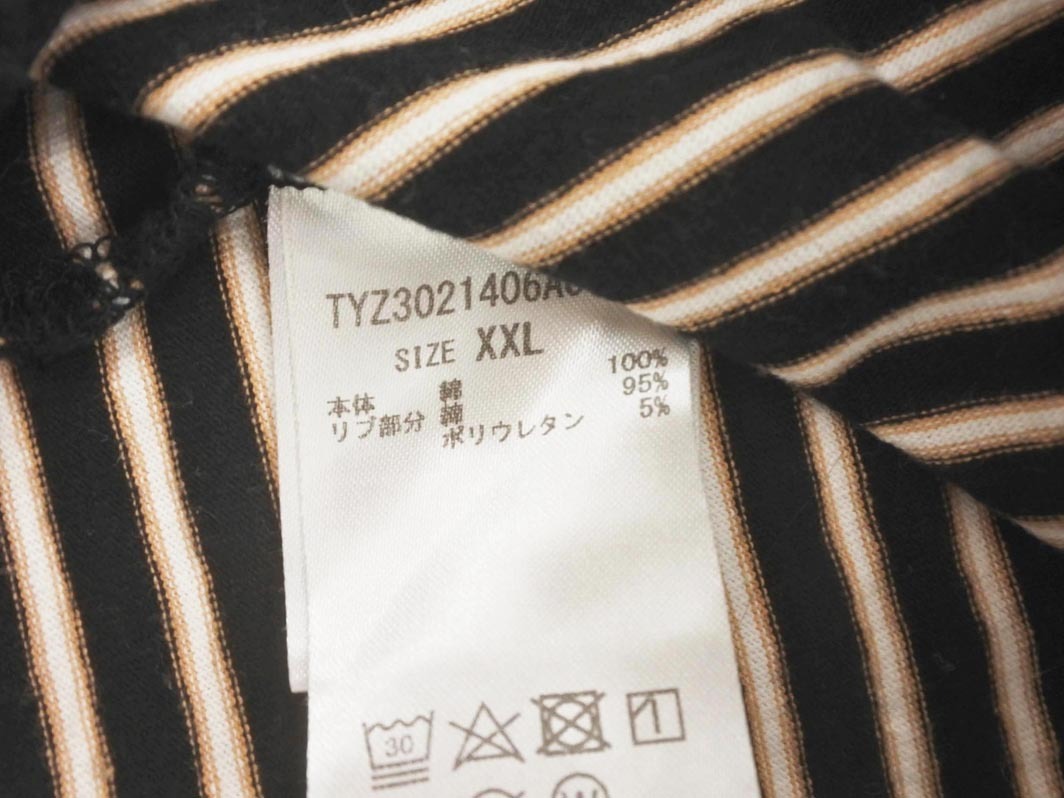 TYZ3021406A
SIZE XXL
本体 綿 100%
リブ部分 綿 95%
ポリウレタン 5%
30
W